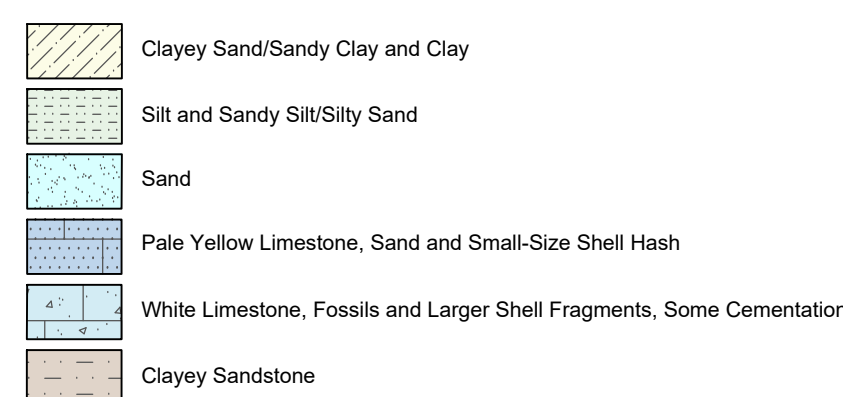 Clayey Sand/Sandy Clay and Clay
Silt and Sandy Silt/Silty Sand
Sand
Pale Yellow Limestone, Sand and Small-Size Shell Hash
White Limestone, Fossils and Larger Shell Fragments, Some Cementation
Clayey Sandstone